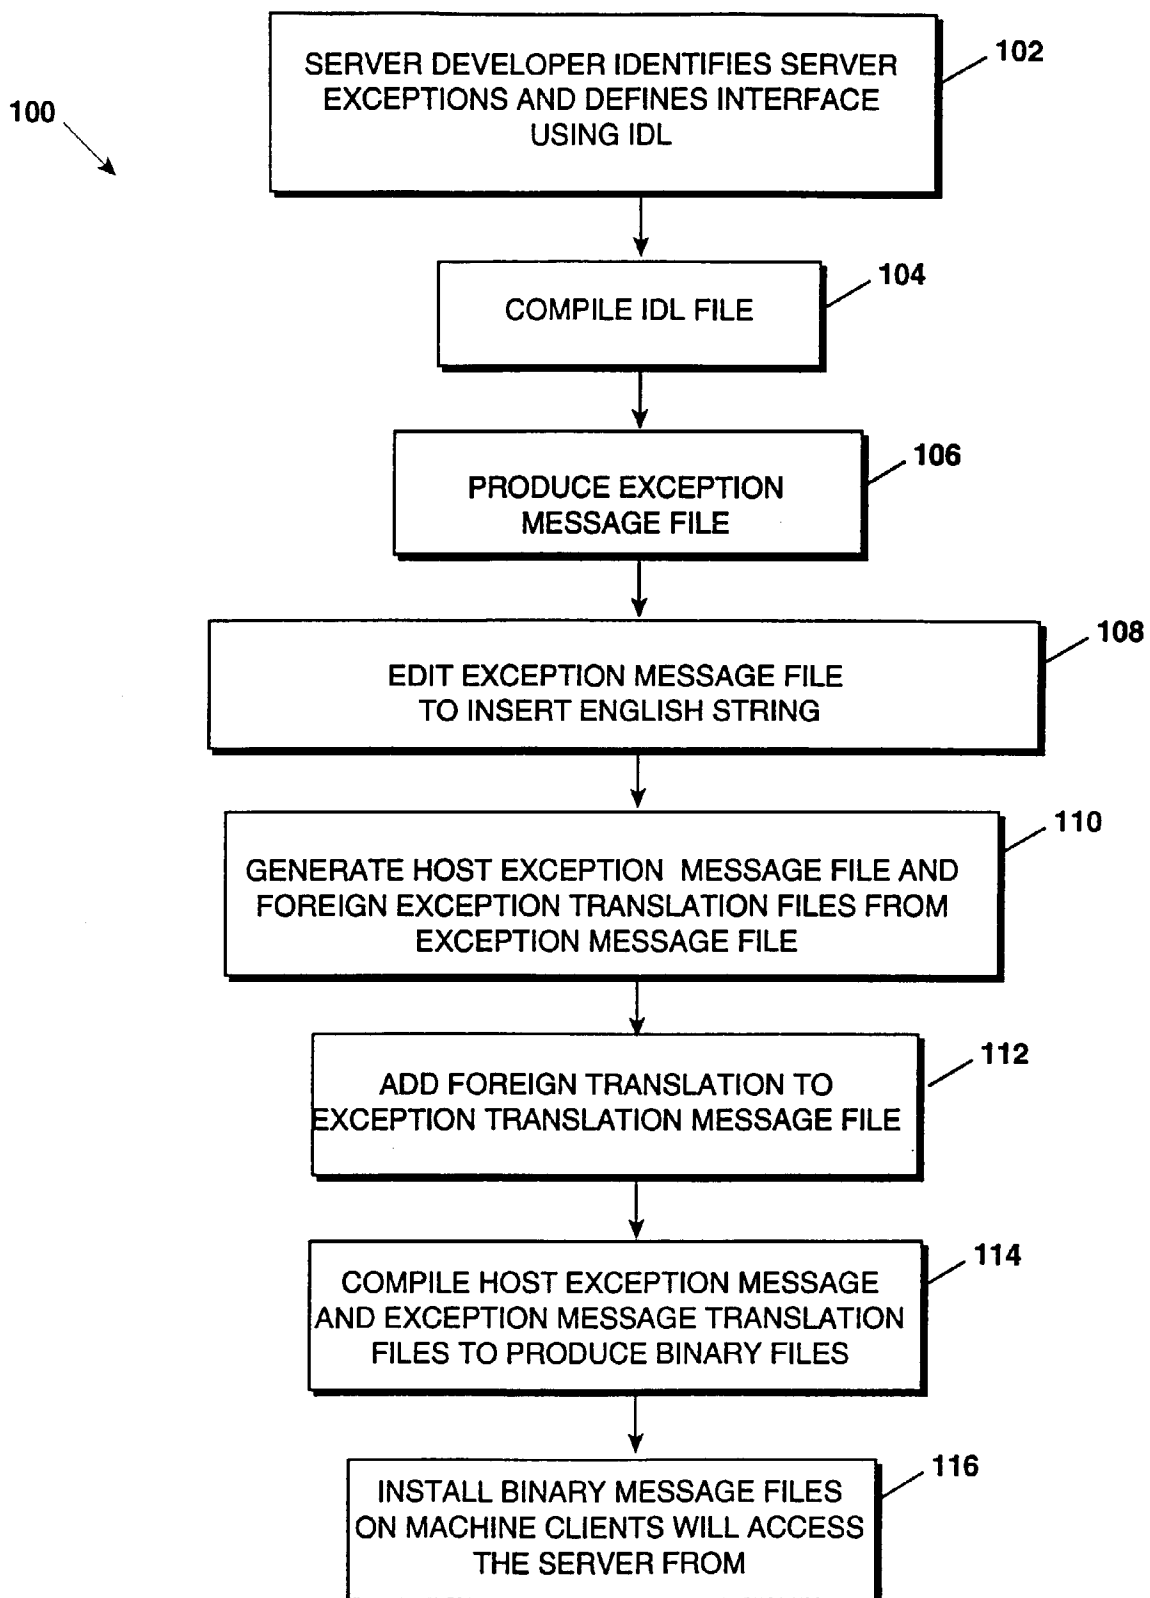 100
SERVER DEVELOPER IDENTIFIES SERVER
EXCEPTIONS AND DEFINES INTERFACE
USING IDL
102
COMPILE IDL FILE
104
PRODUCE EXCEPTION
MESSAGE FILE
106
EDIT EXCEPTION MESSAGE FILE
TO INSERT ENGLISH STRING
108
GENERATE HOST EXCEPTION MESSAGE FILE AND
FOREIGN EXCEPTION TRANSLATION FILES FROM
EXCEPTION MESSAGE FILE
110
ADD FOREIGN TRANSLATION TO
EXCEPTION TRANSLATION MESSAGE FILE
112
COMPILE HOST EXCEPTION MESSAGE
AND EXCEPTION MESSAGE TRANSLATION
FILES TO PRODUCE BINARY FILES
114
INSTALL BINARY MESSAGE FILES
ON MACHINE CLIENTS WILL ACCESS
THE SERVER FROM
116